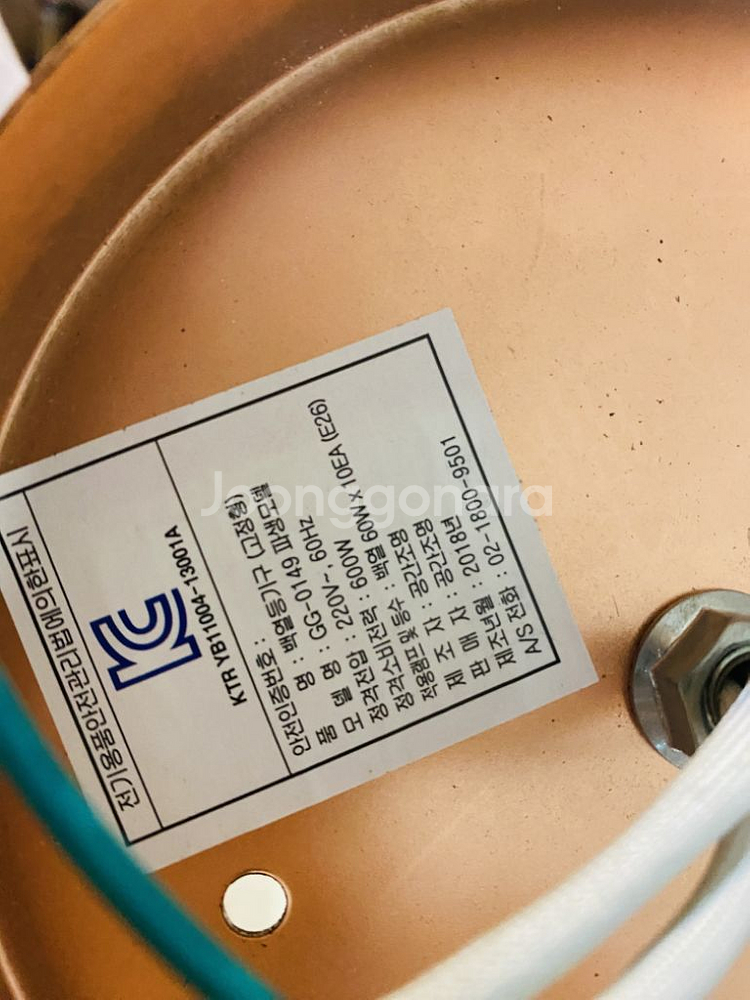 전기용품안전관리법에의한표시
KTR YB11004-13001A
안전인증번호 :
품 명 : 백열등기구 (고정형)
모 델 명 : GG-0149 파생모델
정격전압 : 220V~, 60Hz
정격소비전력 : 600W
적용램프 및 등수 : 백열 60W x 10EA (E26)
제 조 자 : 공간조명
판 매 자 : 공간조명
제조년월 : 2018년
A/S 전화 : 02-1800-9501
Joonggonara